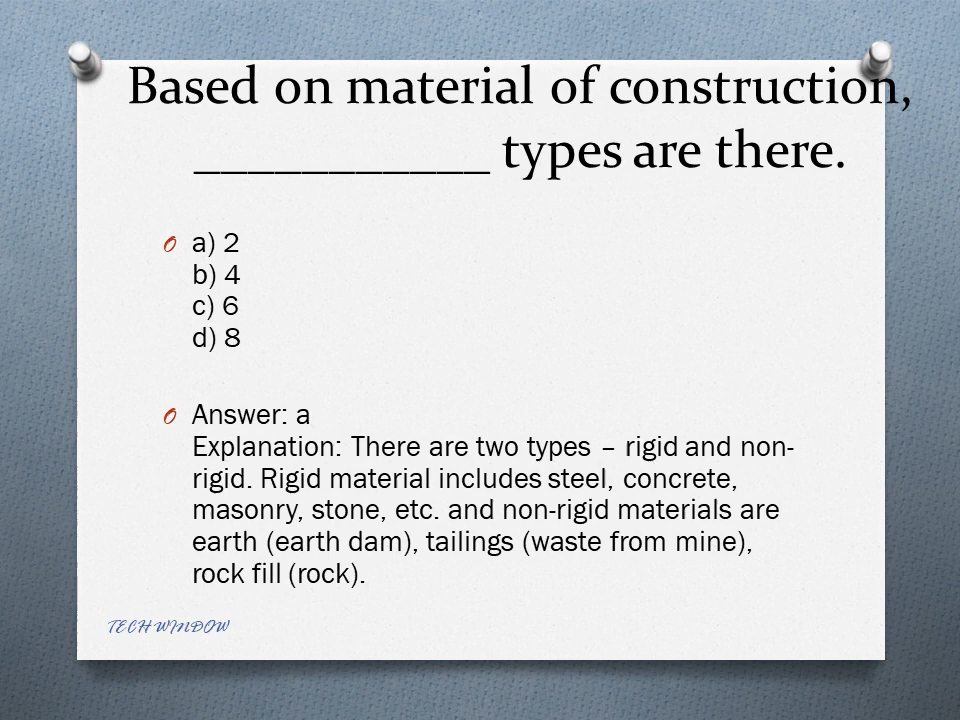 Based on material of construction,
___________ types are there.
a) 2
b) 4
c) 6
d) 8
Answer: a
Explanation: There are two types – rigid and non-
rigid. Rigid material includes steel, concrete,
masonry, stone, etc. and non-rigid materials are
earth (earth dam), tailings (waste from mine),
rock fill (rock).
TECH WINDOW